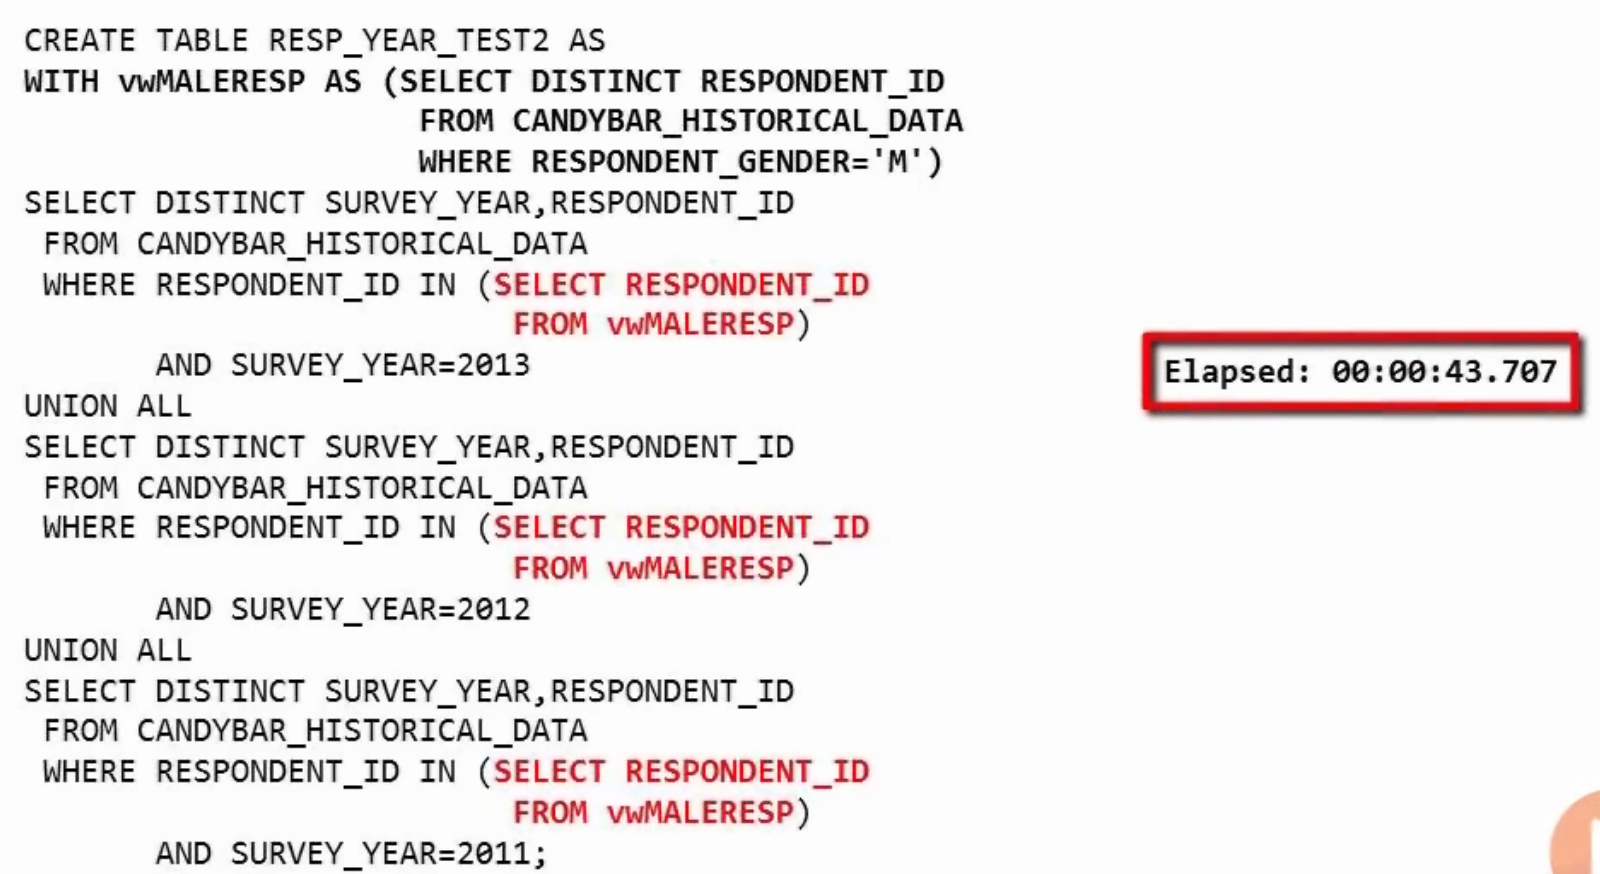 CREATE TABLE RESP_YEAR_TEST2 AS
WITH vwMALERESP AS (SELECT DISTINCT RESPONDENT_ID
FROM CANDYBAR_HISTORICAL_DATA
WHERE RESPONDENT_GENDER='M')
SELECT DISTINCT SURVEY_YEAR,RESPONDENT_ID
FROM CANDYBAR_HISTORICAL_DATA
WHERE RESPONDENT_ID IN (SELECT RESPONDENT_ID
FROM vwMALERESP)
AND SURVEY_YEAR=2013
Elapsed: 00:00:43.707
UNION ALL
SELECT DISTINCT SURVEY_YEAR,RESPONDENT_ID
FROM CANDYBAR_HISTORICAL_DATA
WHERE RESPONDENT_ID IN (SELECT RESPONDENT_ID
FROM vwMALERESP)
AND SURVEY_YEAR=2012
UNION ALL
SELECT DISTINCT SURVEY_YEAR,RESPONDENT_ID
FROM CANDYBAR_HISTORICAL_DATA
WHERE RESPONDENT_ID IN (SELECT RESPONDENT_ID
FROM vwMALERESP)
AND SURVEY_YEAR=2011;